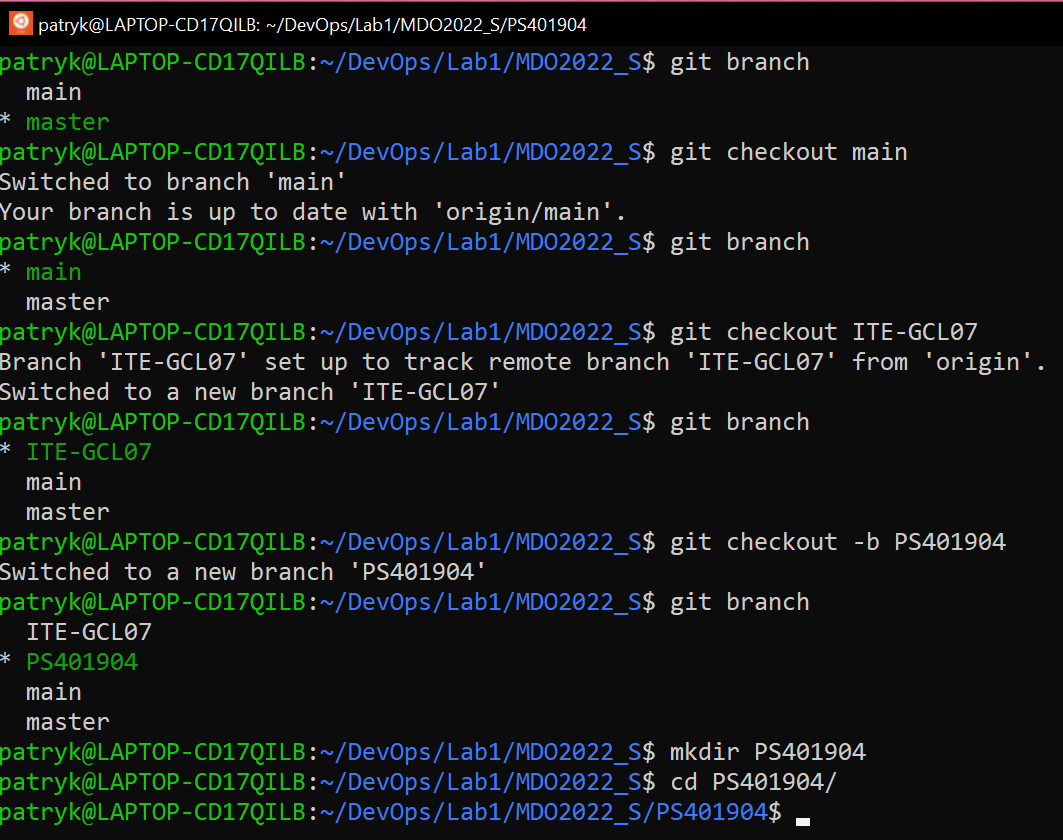 patryk@LAPTOP-CD17QILB: ~/DevOps/Lab1/MDO2022_S/PS401904
patryk@LAPTOP-CD17QILB:~/DevOps/Lab1/MDO2022_S$ git branch
  main
* master
patryk@LAPTOP-CD17QILB:~/DevOps/Lab1/MDO2022_S$ git checkout main
Switched to branch 'main'
Your branch is up to date with 'origin/main'.
patryk@LAPTOP-CD17QILB:~/DevOps/Lab1/MDO2022_S$ git branch
* main
  master
patryk@LAPTOP-CD17QILB:~/DevOps/Lab1/MDO2022_S$ git checkout ITE-GCL07
Branch 'ITE-GCL07' set up to track remote branch 'ITE-GCL07' from 'origin'.
Switched to a new branch 'ITE-GCL07'
patryk@LAPTOP-CD17QILB:~/DevOps/Lab1/MDO2022_S$ git branch
* ITE-GCL07
  main
  master
patryk@LAPTOP-CD17QILB:~/DevOps/Lab1/MDO2022_S$ git checkout -b PS401904
Switched to a new branch 'PS401904'
patryk@LAPTOP-CD17QILB:~/DevOps/Lab1/MDO2022_S$ git branch
  ITE-GCL07
* PS401904
  main
  master
patryk@LAPTOP-CD17QILB:~/DevOps/Lab1/MDO2022_S$ mkdir PS401904
patryk@LAPTOP-CD17QILB:~/DevOps/Lab1/MDO2022_S$ cd PS401904/
patryk@LAPTOP-CD17QILB:~/DevOps/Lab1/MDO2022_S/PS401904$